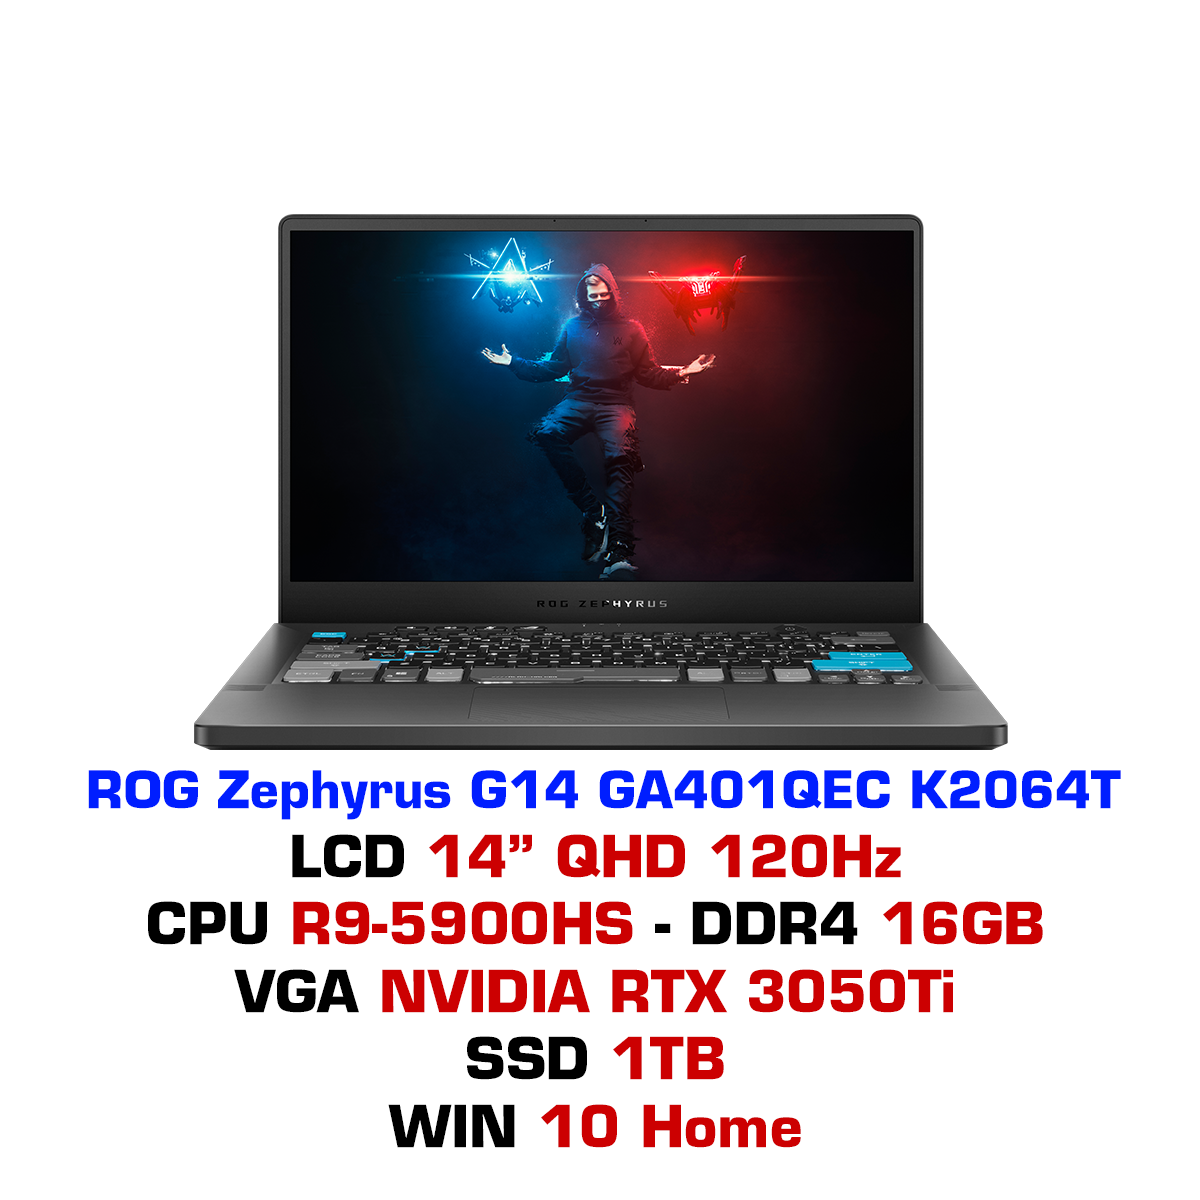 ROG ZEPHYRUS
ROG Zephyrus G14 GA401QEC K2064T
LCD 14” QHD 120Hz
CPU R9-5900HS - DDR4 16GB
VGA NVIDIA RTX 3050Ti
SSD 1TB
WIN 10 Home